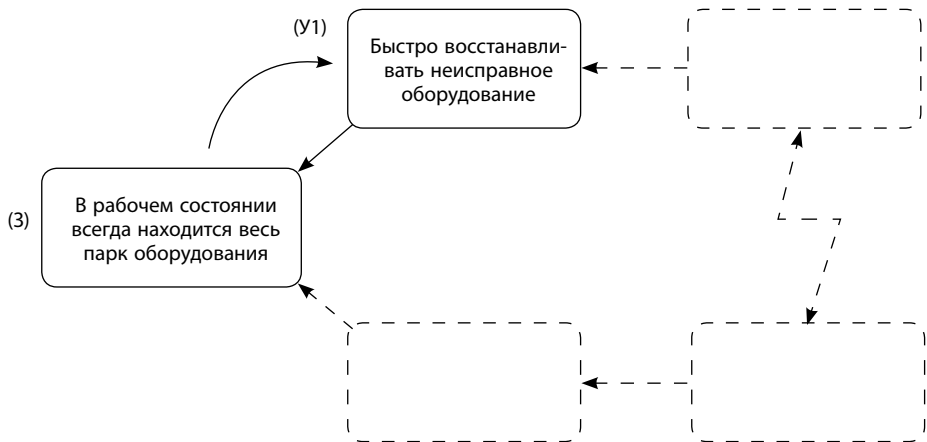 (У1)
Быстро восстанавли-
вать неисправное
оборудование
(З)
В рабочем состоянии
всегда находится весь
парк оборудования